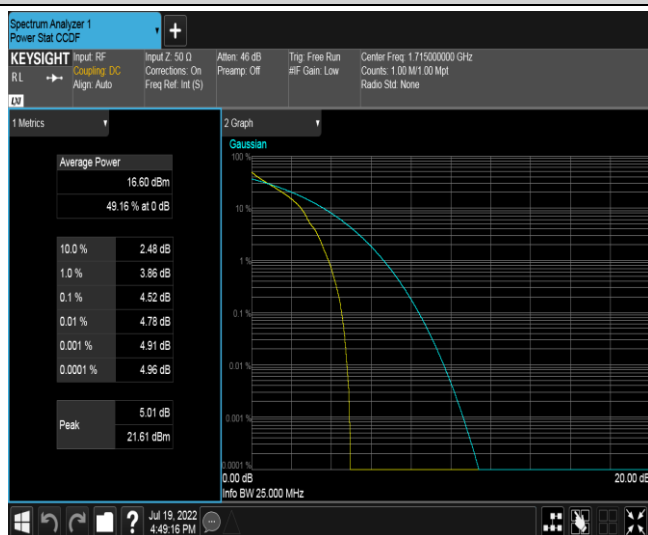 Spectrum Analyzer 1
Power Stat CCDF
KEYSIGHT
R L
LXI
Input: RF
Coupling: DC
Align: Auto
Input Z: 50 Ω
Corrections: On
Freq Ref: Int (S)
Atten: 46 dB
Preamp: Off
Trig: Free Run
#IF Gain: Low
Center Freq: 1.715000000 GHz
Counts: 1.00 M/1.00 Mpt
Radio Std: None
1 Metrics
Average Power
16.60 dBm
49.16 % at 0 dB
10.0 % 2.48 dB
1.0 % 3.86 dB
0.1 % 4.52 dB
0.01 % 4.78 dB
0.001 % 4.91 dB
0.0001 % 4.96 dB
Peak
5.01 dB
21.61 dBm
2 Graph
Gaussian
100 %
10 %
1 %
0.1 %
0.01 %
0.001 %
0.0001 %
0.00 dB
20.00 dB
Info BW 25.000 MHz
?
Jul 19, 2022
4:49:16 PM